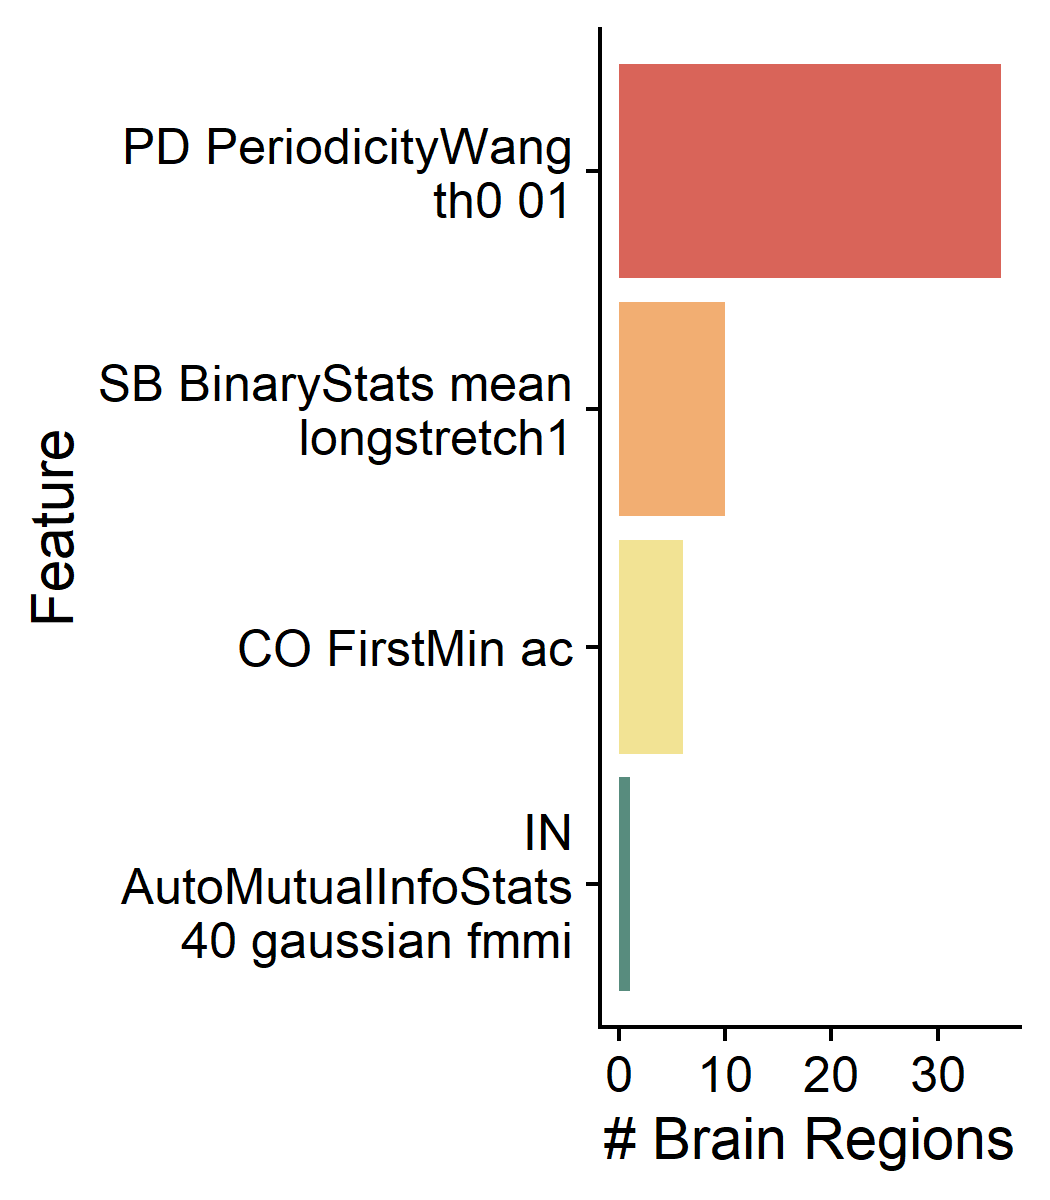 PD PeriodicityWang
th0 01
SB BinaryStats mean
longstretch1
CO FirstMin ac
IN
AutoMutualInfoStats
40 gaussian fmmi
Feature
0 10 20 30
# Brain Regions